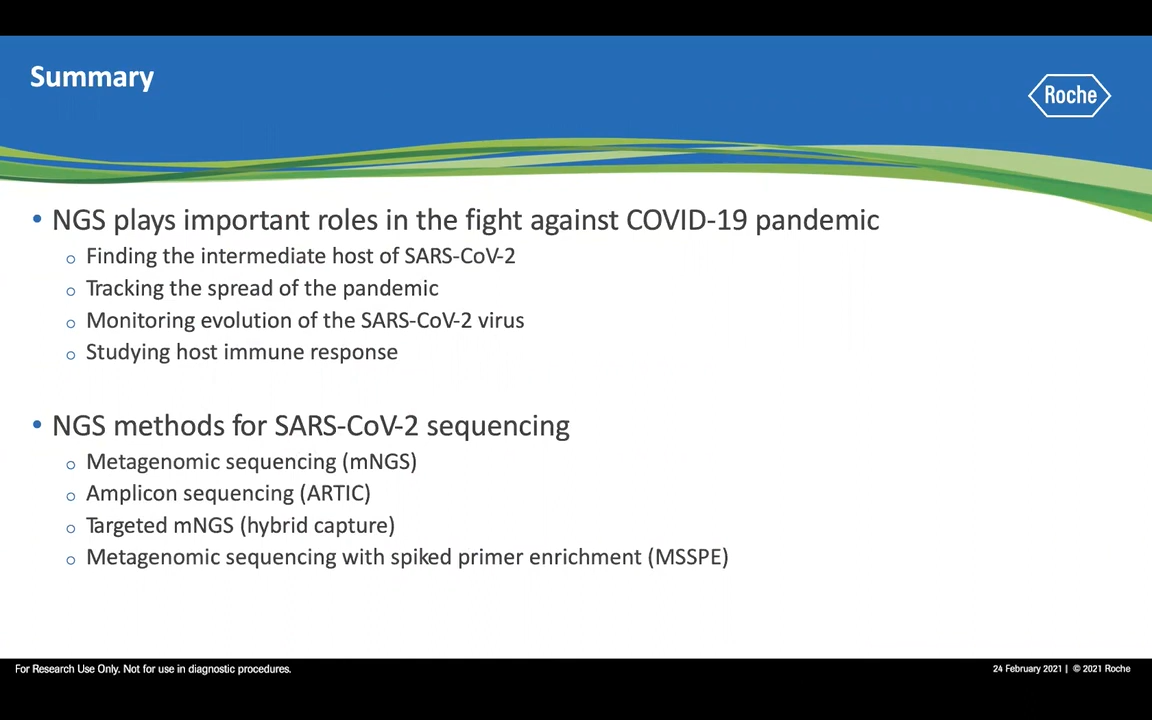 Summary
Roche
• NGS plays important roles in the fight against COVID-19 pandemic
○ Finding the intermediate host of SARS-CoV-2
○ Tracking the spread of the pandemic
○ Monitoring evolution of the SARS-CoV-2 virus
○ Studying host immune response
• NGS methods for SARS-CoV-2 sequencing
○ Metagenomic sequencing (mNGS)
○ Amplicon sequencing (ARTIC)
○ Targeted mNGS (hybrid capture)
○ Metagenomic sequencing with spiked primer enrichment (MSSPE)
For Research Use Only. Not for use in diagnostic procedures.
24 February 2021 | © 2021 Roche